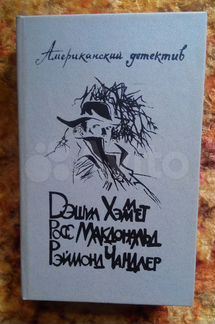 Американский детектив
Дэшил Хэммет
Росс Макдональд
Рэймонд Чандлер